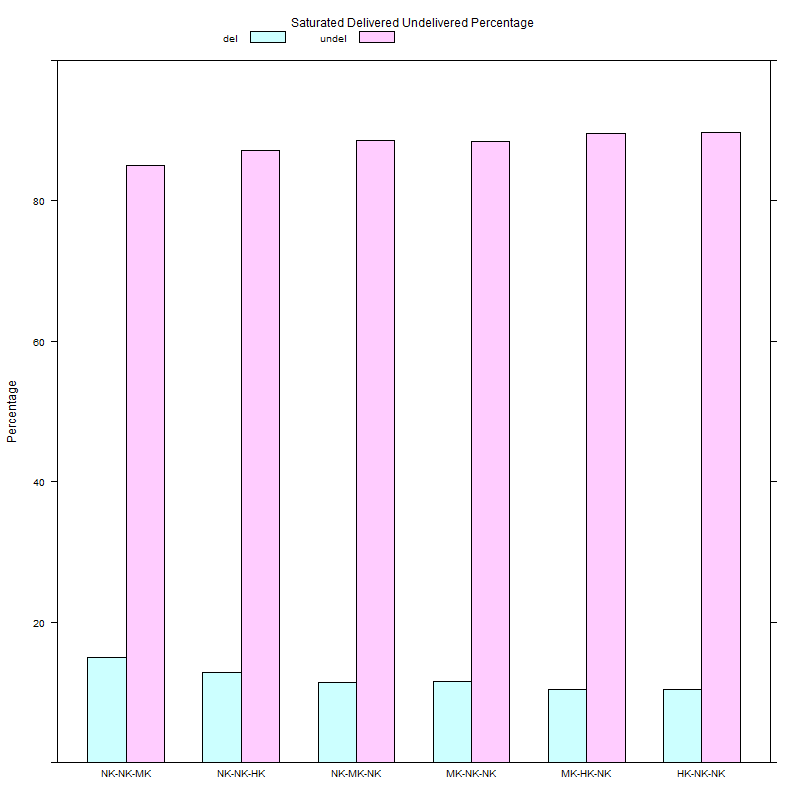 Saturated Delivered Undelivered Percentage
del undel
80
60
Percentage
40
20
NK-NK-MK NK-NK-HK NK-MK-NK MK-NK-NK MK-HK-NK HK-NK-NK